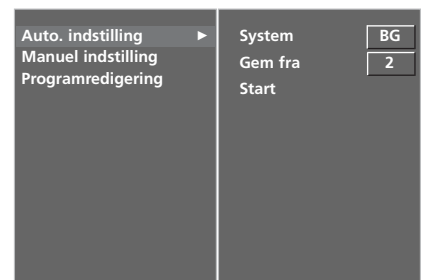 Auto. indstilling ►
Manuel indstilling
Programredigering
System BG
Gem fra 2
Start